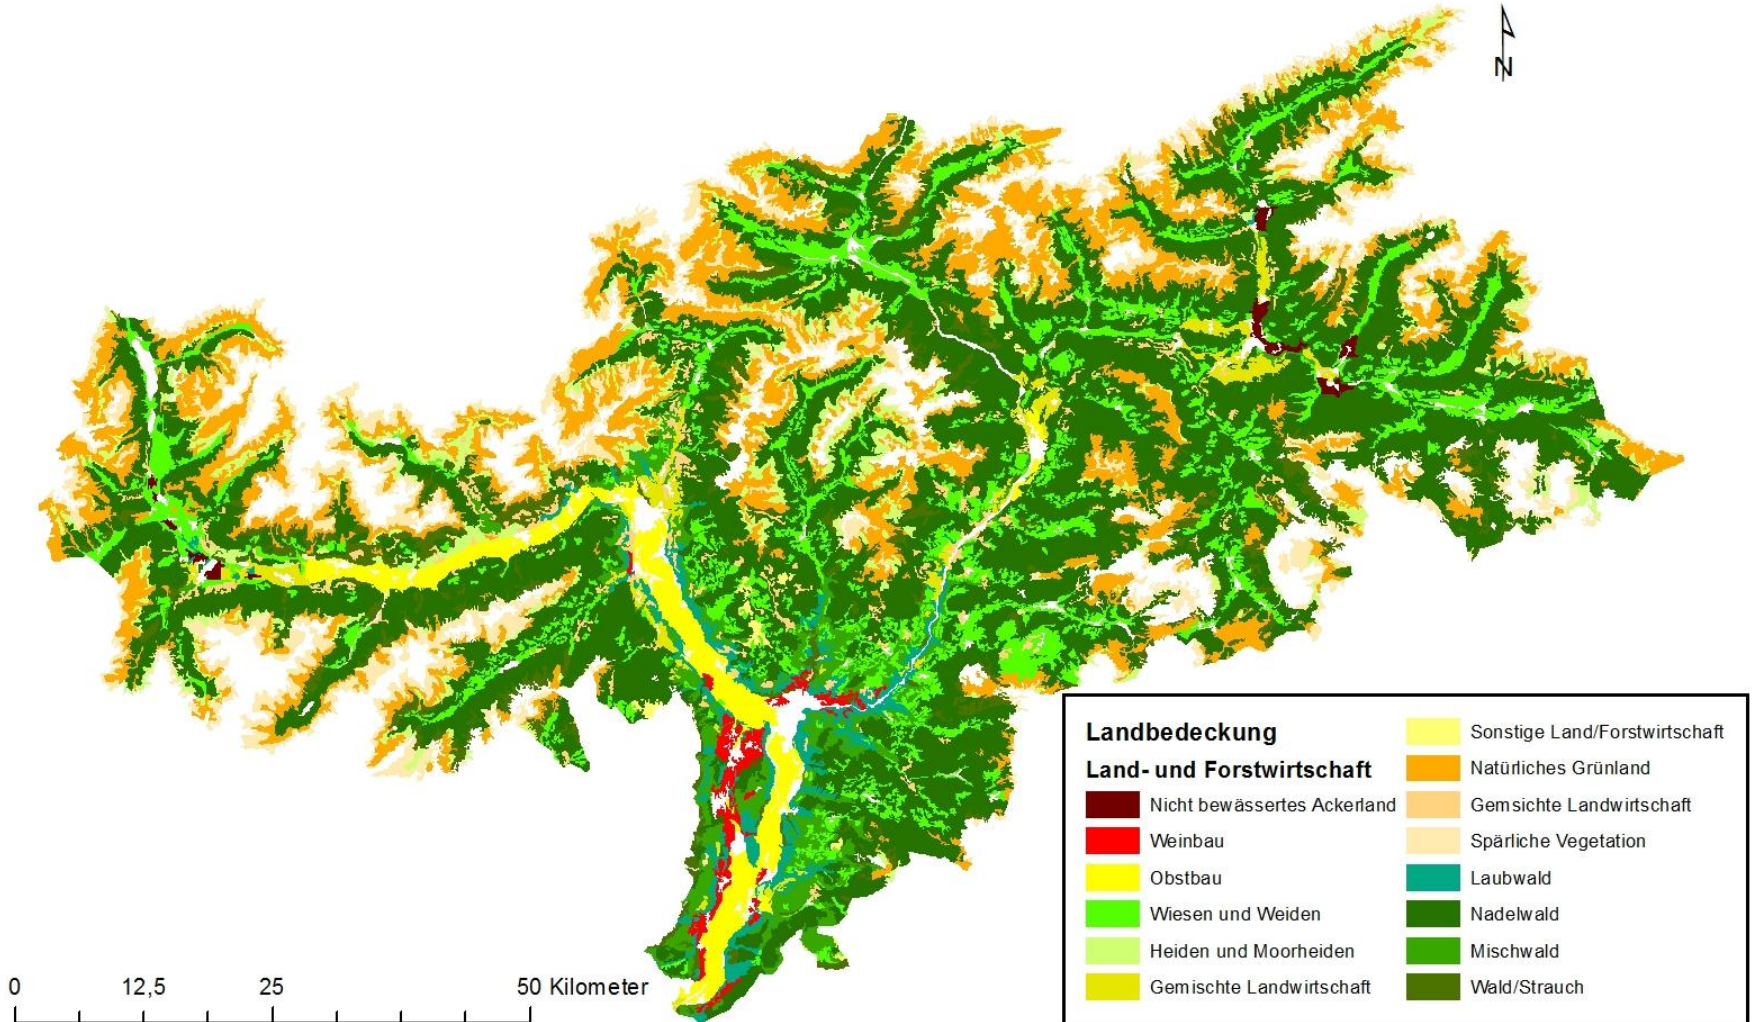 N
Landbedeckung
Land- und Forstwirtschaft
Nicht bewässertes Ackerland
Weinbau
Obstbau
Wiesen und Weiden
Heiden und Moorheiden
Gemischte Landwirtschaft
Sonstige Land/Forstwirtschaft
Natürliches Grünland
Gemsichte Landwirtschaft
Spärliche Vegetation
Laubwald
Nadelwald
Mischwald
Wald/Strauch
0 12,5 25 50 Kilometer